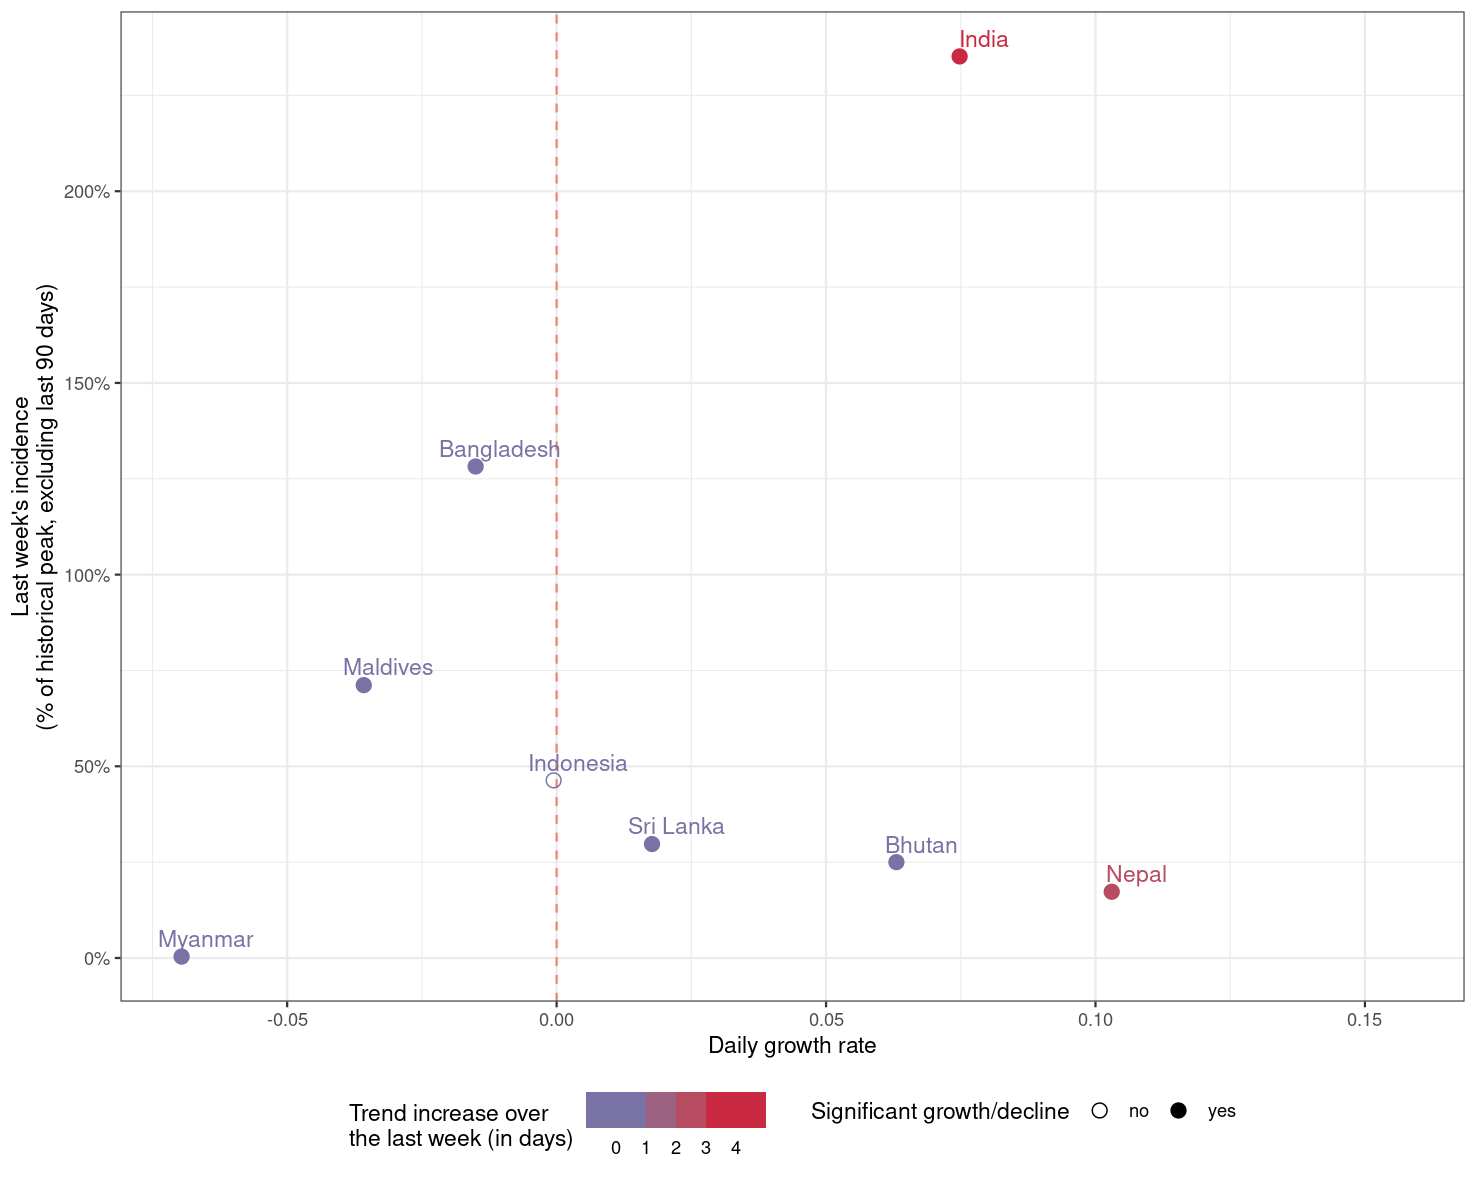 India
200%
150%
Bangladesh
100%
Maldives
Indonesia
50%
Sri Lanka
Bhutan
Nepal
Myanmar
0%
Last week's incidence
(% of historical peak, excluding last 90 days)
-0.05 0.00 0.05 0.10 0.15
Daily growth rate
Trend increase over
the last week (in days)
0 1 2 3 4
Significant growth/decline no yes